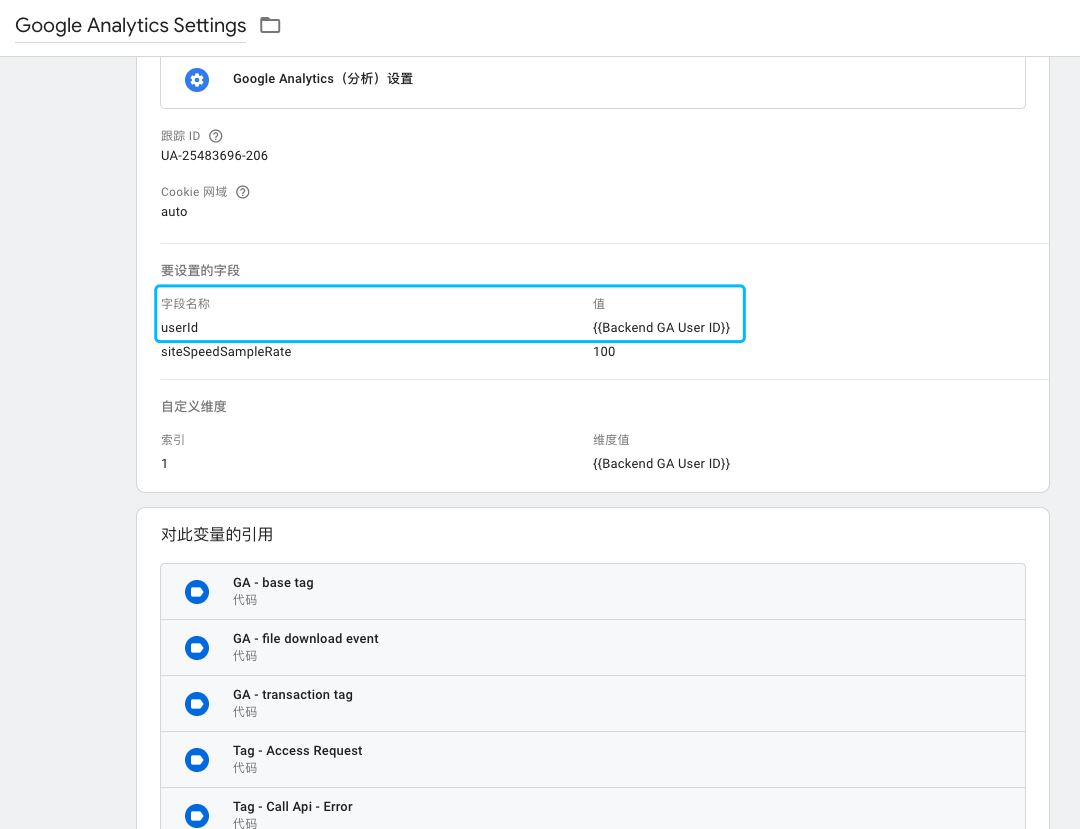 Google Analytics Settings
Google Analytics（分析）设置
跟踪 ID
UA-25483696-206
Cookie 网域
auto
要设置的字段
字段名称 值
userId {{Backend GA User ID}}
siteSpeedSampleRate 100
自定义维度
索引 维度值
1 {{Backend GA User ID}}
对此变量的引用
GA - base tag
代码
GA - file download event
代码
GA - transaction tag
代码
Tag - Access Request
代码
Tag - Call Api - Error
代码